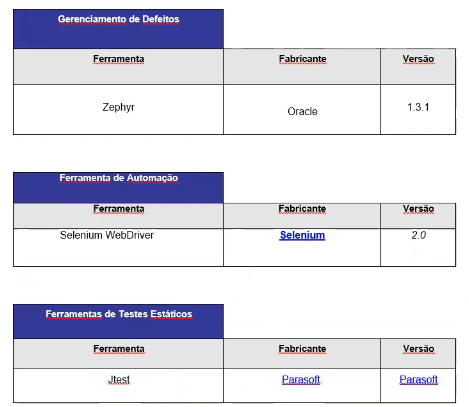 Gerenciamento de Defeitos
Ferramenta Fabricante Versão
Zephyr Oracle 1.3.1
Ferramenta de Automação
Ferramenta Fabricante Versão
Selenium WebDriver Selenium 2.0
Ferramentas de Testes Estáticos
Ferramenta Fabricante Versão
Jtest Parasoft Parasoft